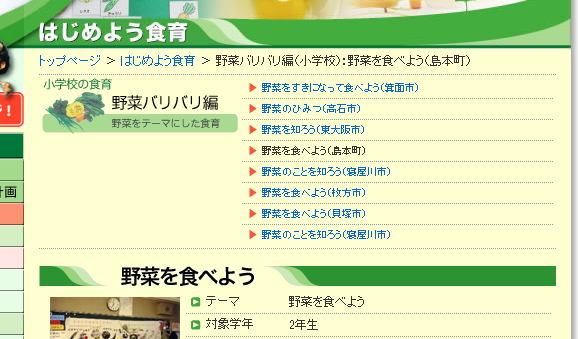 はじめよう食育
トップページ > はじめよう食育 > 野菜バリバリ編(小学校):野菜を食べよう(島本町)
小学校の食育
野菜バリバリ編
野菜をテーマにした食育
野菜をすきになって食べよう(箕面市)
野菜のひみつ(高石市)
野菜を知ろう(東大阪市)
野菜を食べよう(島本町)
野菜のことを知ろう(寝屋川市)
野菜を食べよう(枚方市)
野菜を食べよう(貝塚市)
野菜のことを知ろう(寝屋川市)
計画
野菜を食べよう
テーマ 野菜を食べよう
対象学年 2年生